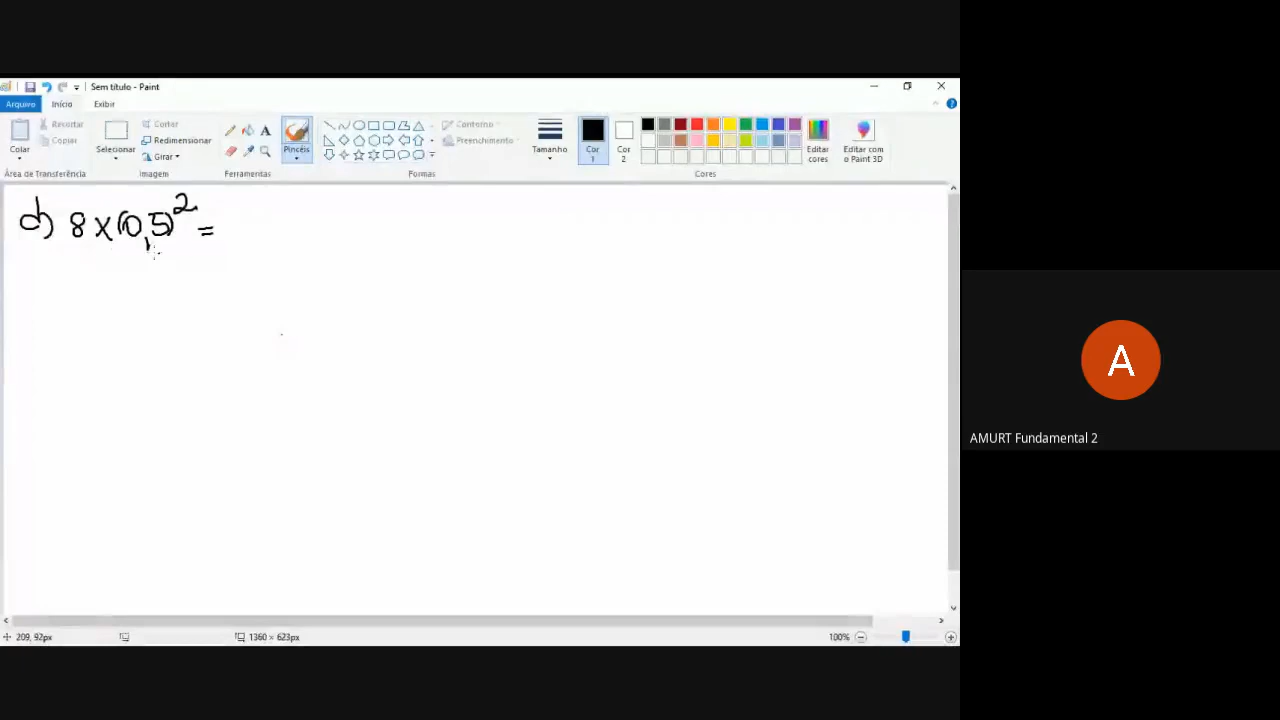 Sem título - Paint
Arquivo Início Exibir
Colar
Recortar
Copiar
Selecionar
Cortar
Redimensionar
Girar
Pincéis
Contorno
Preenchimento
Tamanho
Cor 1
Cor 2
Editar cores
Editar com o Paint 3D
Área de Transferência Imagem Ferramentas Formas Cores
d) 8 x (0,5)² =
A
AMURT Fundamental 2
209, 92px 1360 × 623px 100%